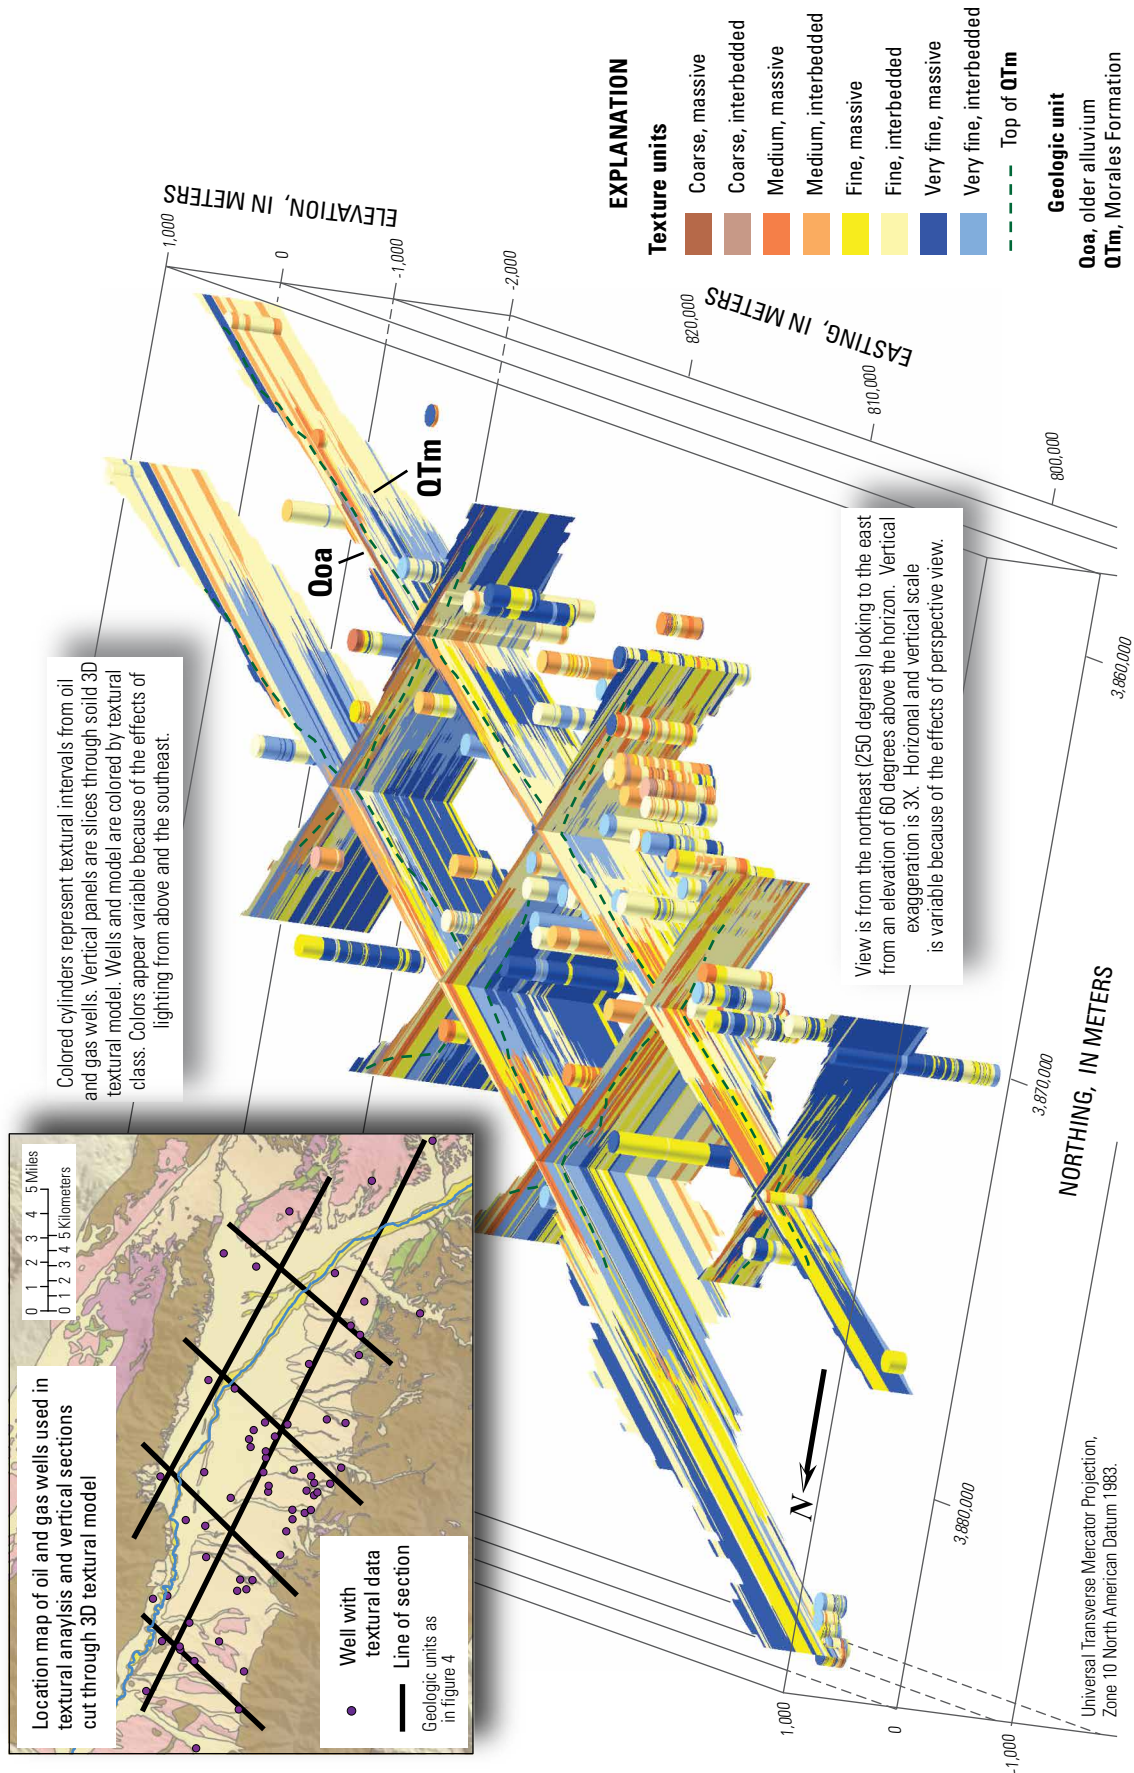 Location map of oil and gas wells used in
textural anaylsis and vertical sections
cut through 3D textural model
0 1 2 3 4 5 Miles
0 1 2 3 4 5 Kilometers
Well with
textural data
Line of section
Geologic units as
in figure 4
Colored cylinders represent textural intervals from oil
and gas wells. Vertical panels are slices through soild 3D
textural model. Wells and model are colored by textural
class. Colors appear variable because of the effects of
lighting from above and the southeast.
1,000
0
-1,000
-2,000
ELEVATION, IN METERS
Qoa
QTm
820,000
810,000
800,000
EASTING, IN METERS
EXPLANATION
Texture units
Coarse, massive
Coarse, interbedded
Medium, massive
Medium, interbedded
Fine, massive
Fine, interbedded
Very fine, massive
Very fine, interbedded
Top of QTm
Geologic unit
Qoa, older alluvium
QTm, Morales Formation
View is from the northeast (250 degrees) looking to the east
from an elevation of 60 degrees above the horizon. Vertical
exaggeration is 3X. Horizonal and vertical scale
is variable because of the effects of perspective view.
3,860,000
3,870,000
3,880,000
NORTHING, IN METERS
N
1,000
0
-1,000
Universal Transverse Mercator Projection,
Zone 10 North American Datum 1983.